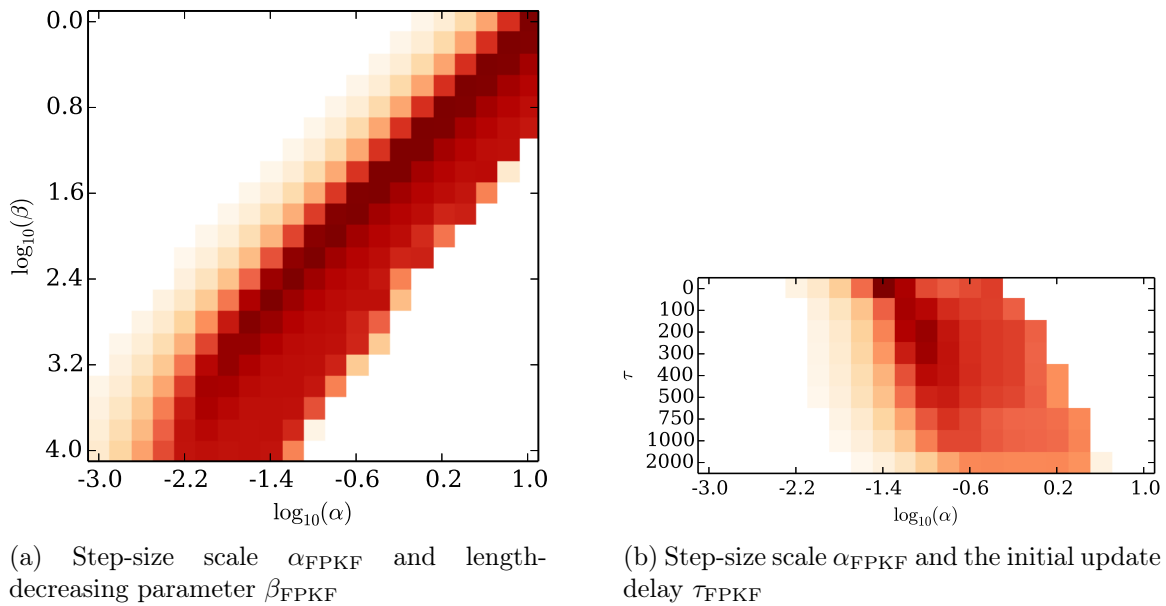 0.0
0.8
1.6
2.4
3.2
4.0
log10(β)
-3.0 -2.2 -1.4 -0.6 0.2 1.0
log10(α)
(a) Step-size scale αFPKF and length-
decreasing parameter βFPKF
0
100
200
300
400
500
750
1000
2000
τ
-3.0 -2.2 -1.4 -0.6 0.2 1.0
log10(α)
(b) Step-size scale αFPKF and the initial update
delay τFPKF